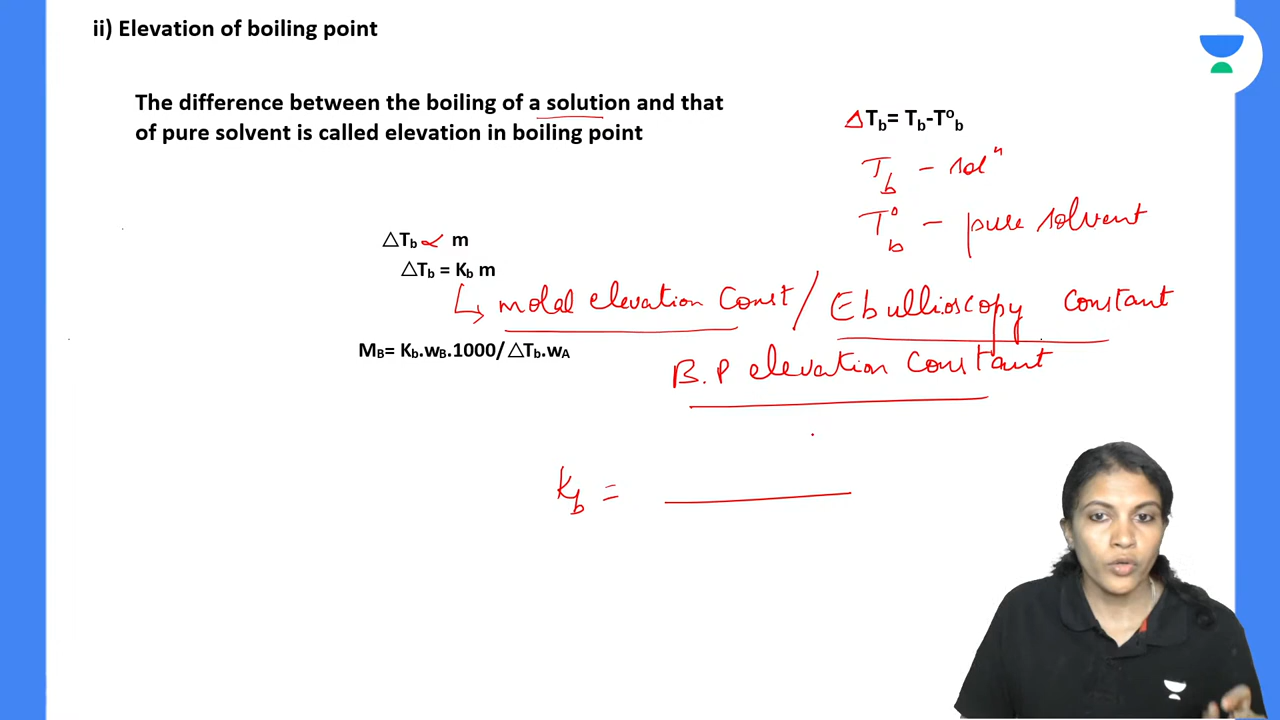 ii) Elevation of boiling point
The difference between the boiling of a solution and that
of pure solvent is called elevation in boiling point
△Tb= Tb-T⁰b
Tb - solⁿ
T⁰b - pure solvent
△Tb ∝ m
△Tb = Kb m
↳ molal elevation const / Ebullioscopy constant
B.P elevation constant
MB= Kb.wB.1000/△Tb.wA
Kb =